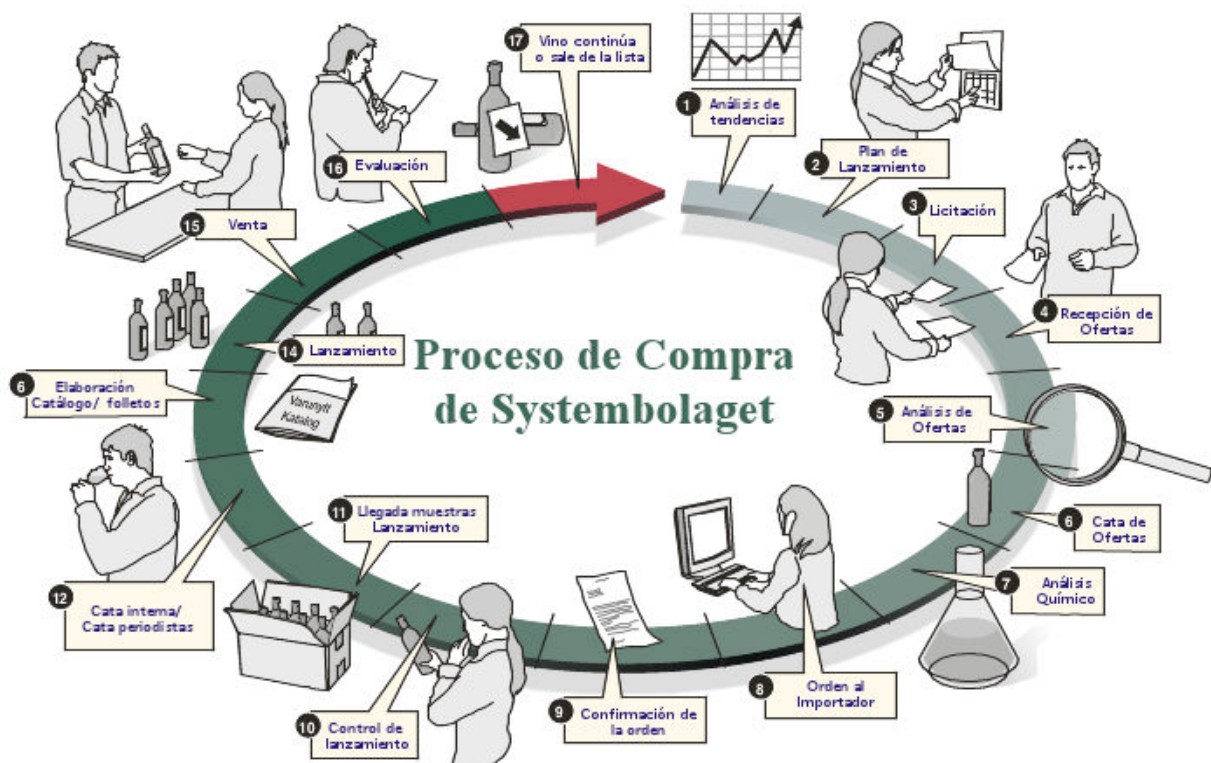 17
Vino continúa
o sale de la lista
1
Análisis de
tendencias
2
Plan de
Lanzamiento
3
Licitación
4
Recepción de
Ofertas
5
Análisis de
Ofertas
6
Cata de
Ofertas
7
Análisis
Químico
8
Orden al
Importador
9
Confirmación de
la orden
10
Control de
lanzamiento
11
Llegada muestras
Lanzamiento
12
Cata interna/
Cata periodistas
6
Elaboración
Catálogo/ folletos
Varunytt
Katalog
14
Lanzamiento
15
Venta
16
Evaluación
Proceso de Compra
de Systembolaget